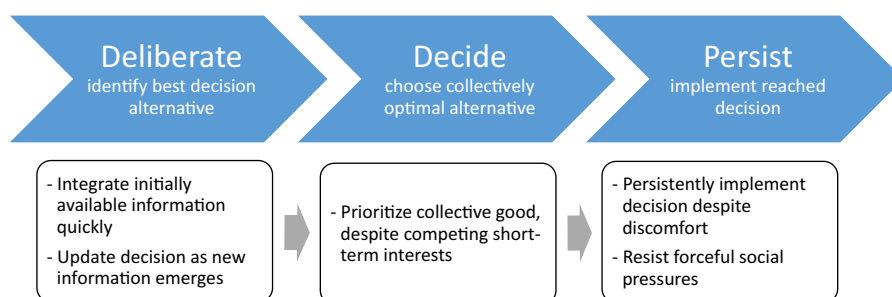 Deliberate
identify best decision
alternative
Decide
choose collectively
optimal alternative
Persist
implement reached
decision
- Integrate initially
available information
quickly
- Update decision as new
information emerges
- Prioritize collective good,
despite competing short-
term interests
- Persistently implement
decision despite
discomfort
- Resist forceful social
pressures